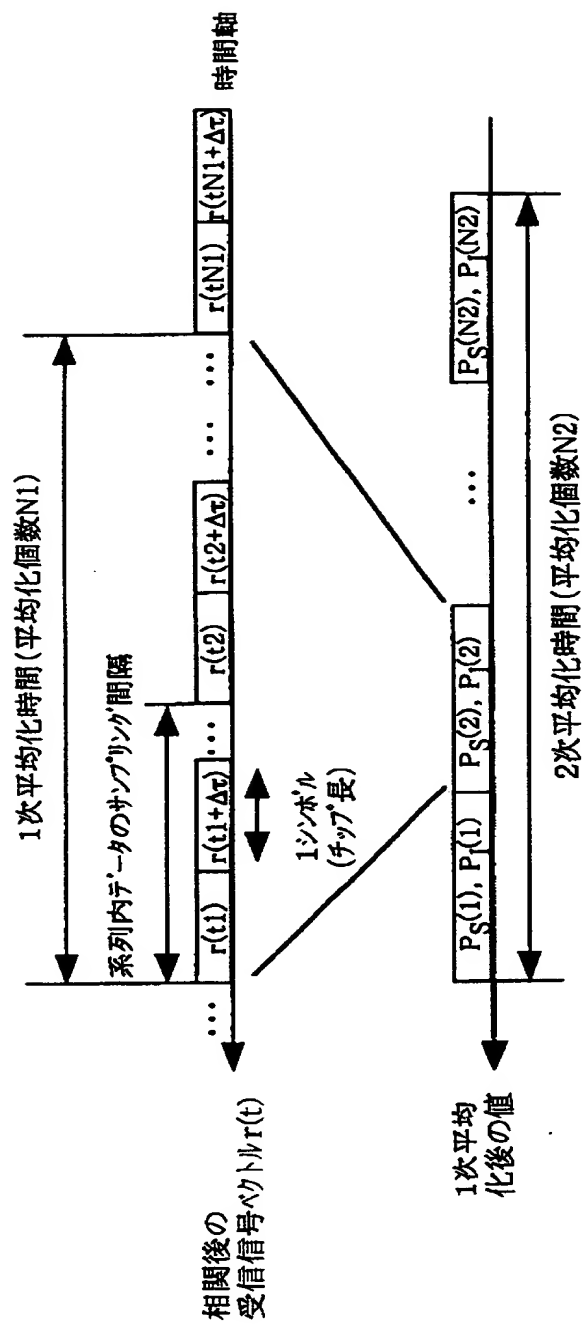 1次平均化時間(平均化個数N1)
系列内データのサンプリング間隔
時間軸
... r(t1) r(t1+Δτ) ... r(t2) r(t2+Δτ) ... ... r(tN1) r(tN1+Δτ)
相関後の
受信信号ベクトルr(t)
1シンボル
(チップ長)
PS(1), PI(1) PS(2), PI(2) ... PS(N2), PI(N2)
1次平均
化後の値
2次平均化時間(平均化個数N2)